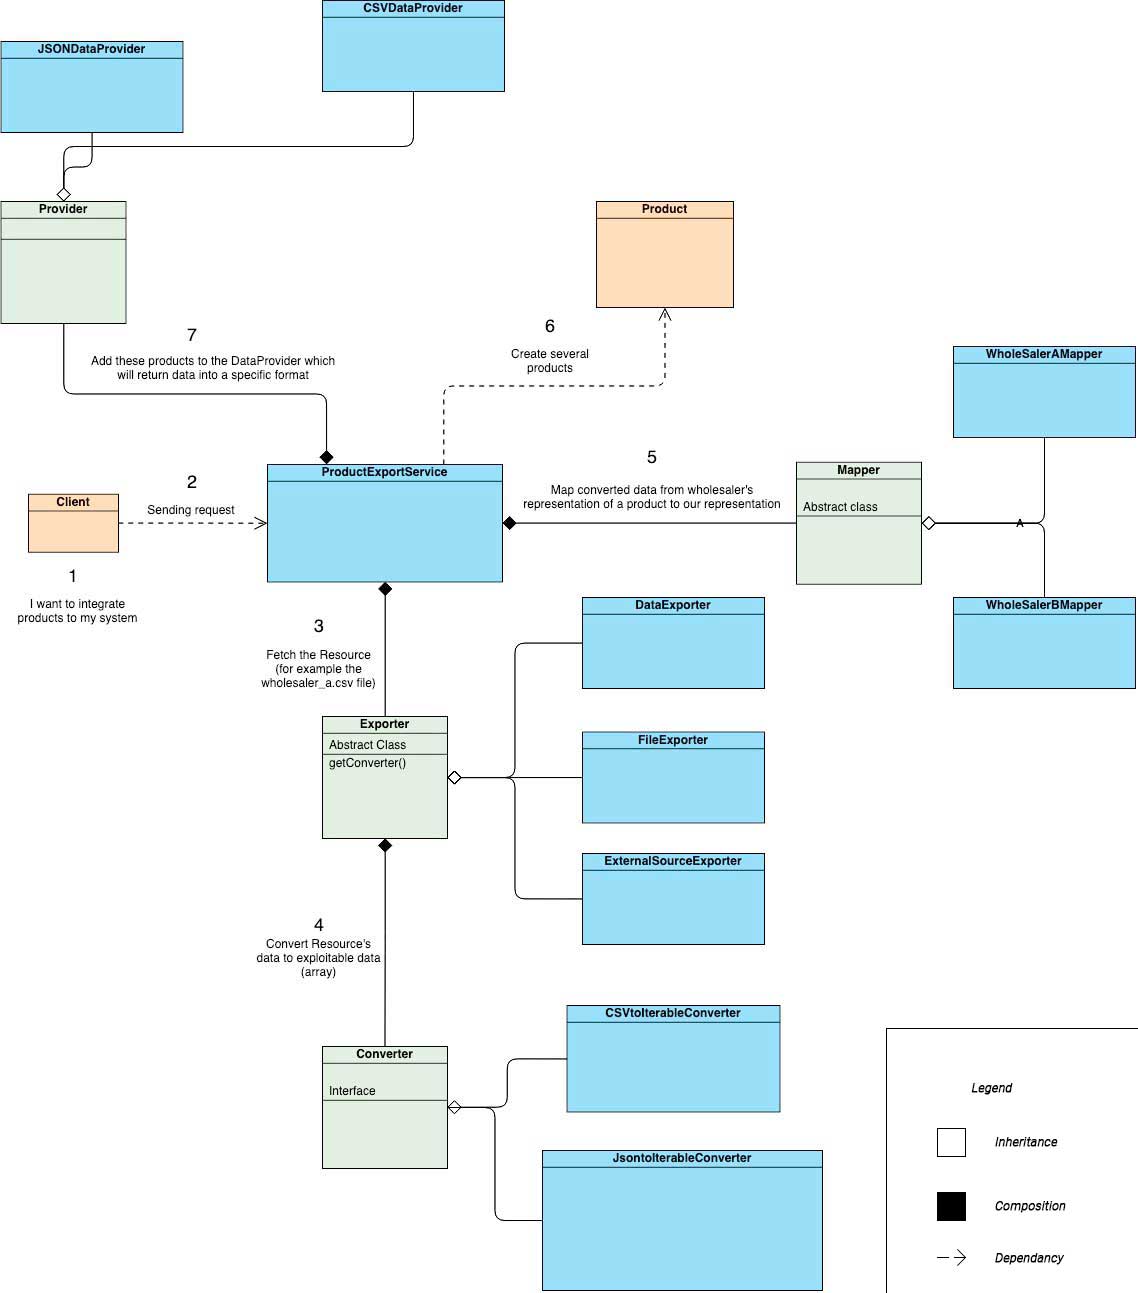 CSVDataProvider
JSONDataProvider
Provider
Product
7
Add these products to the DataProvider which
will return data into a specific format
6
Create several
products
WholeSalerAMapper
ProductExportService
5
Map converted data from wholesaler's
representation of a product to our representation
Mapper
Abstract class
A
2
Sending request
Client
1
I want to integrate
products to my system
WholeSalerBMapper
3
Fetch the Resource
(for example the
wholesaler_a.csv file)
DataExporter
Exporter
Abstract Class
getConverter()
FileExporter
ExternalSourceExporter
4
Convert Resource's
data to exploitable data
(array)
CSVtoIterableConverter
Converter
Interface
JsontoIterableConverter
Legend
Inheritance
Composition
Dependancy